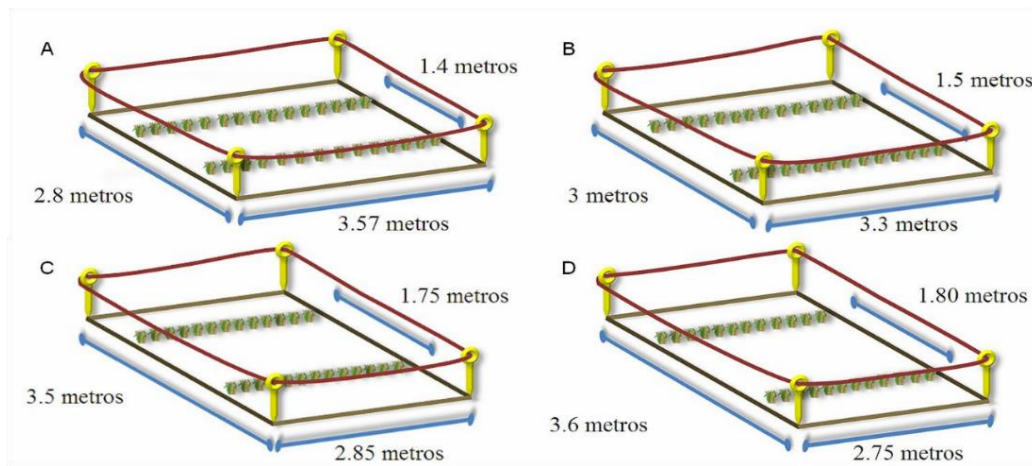 A
1.4 metros
2.8 metros
3.57 metros
B
1.5 metros
3 metros
3.3 metros
C
1.75 metros
3.5 metros
2.85 metros
D
1.80 metros
3.6 metros
2.75 metros